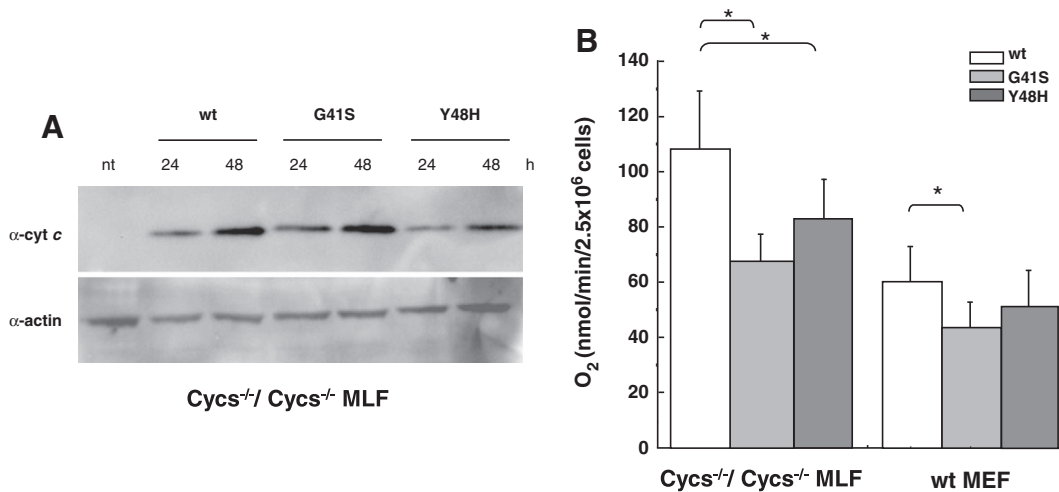 A
wt G41S Y48H
nt 24 48 24 48 24 48 h
α-cyt c
α-actin
Cycs-/-/ Cycs-/- MLF
B
* 
*
wt
G41S
Y48H
O2 (nmol/min/2.5x10^6 cells)
140
120
100
80
60
40
20
0
*
Cycs-/-/ Cycs-/- MLF
wt MEF